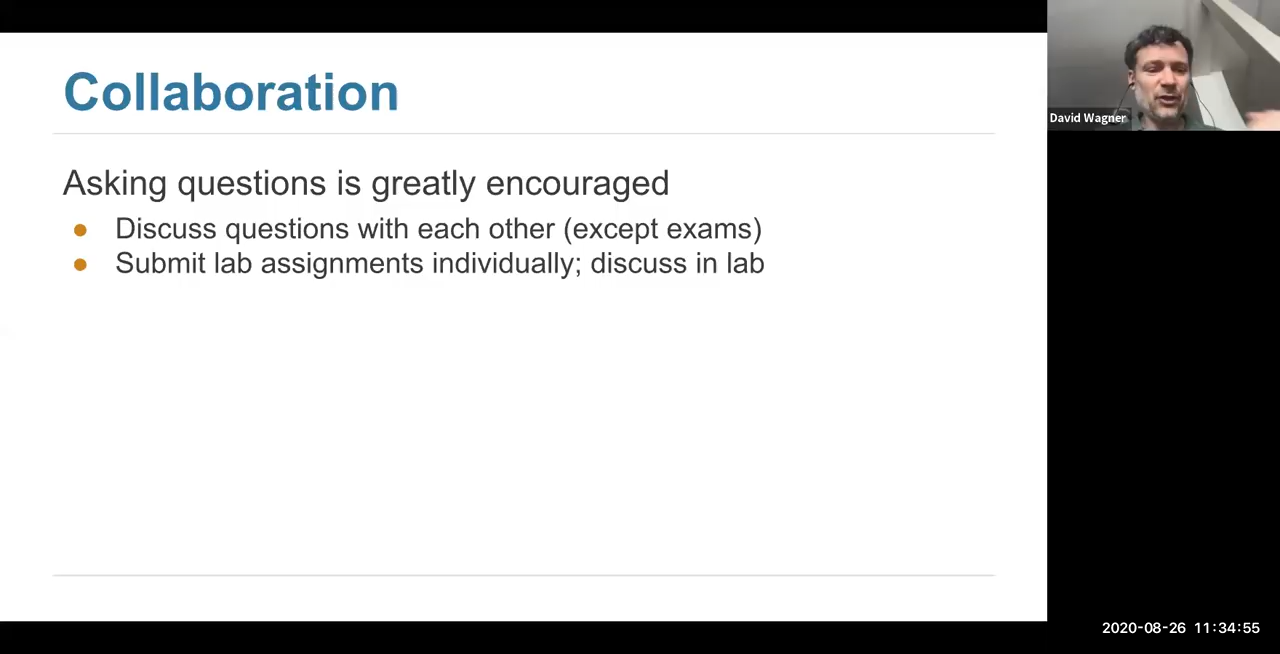 Collaboration
Asking questions is greatly encouraged
● Discuss questions with each other (except exams)
● Submit lab assignments individually; discuss in lab
David Wagner
2020-08-26 11:34:55